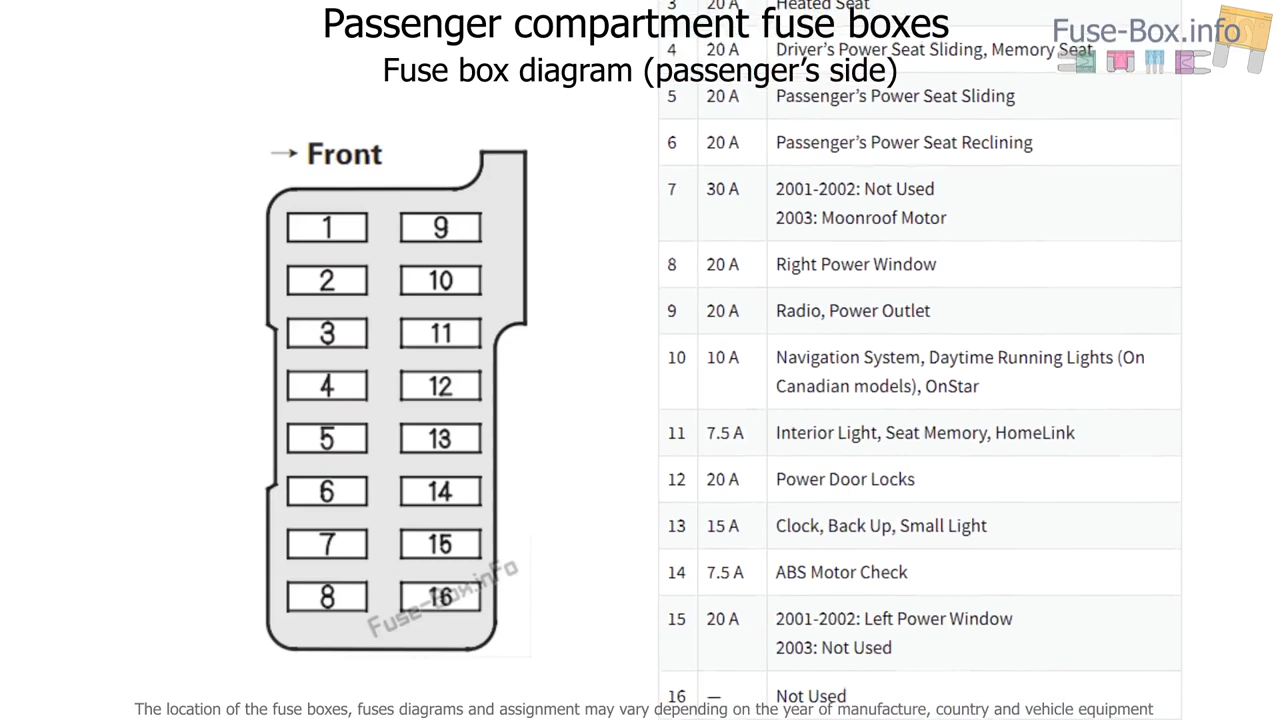 Passenger compartment fuse boxes
Fuse box diagram (passenger's side)
Fuse-Box.info
→ Front
1 9
2 10
3 11
4 12
5 13
6 14
7 15
8 16
Fuse-Box.info
3 20 A Heated Seat
4 20 A Driver’s Power Seat Sliding, Memory Seat
5 20 A Passenger’s Power Seat Sliding
6 20 A Passenger’s Power Seat Reclining
7 30 A 2001-2002: Not Used
2003: Moonroof Motor
8 20 A Right Power Window
9 20 A Radio, Power Outlet
10 10 A Navigation System, Daytime Running Lights (On
Canadian models), OnStar
11 7.5 A Interior Light, Seat Memory, HomeLink
12 20 A Power Door Locks
13 15 A Clock, Back Up, Small Light
14 7.5 A ABS Motor Check
15 20 A 2001-2002: Left Power Window
2003: Not Used
16 — Not Used
The location of the fuse boxes, fuses diagrams and assignment may vary depending on the year of manufacture, country and vehicle equipment